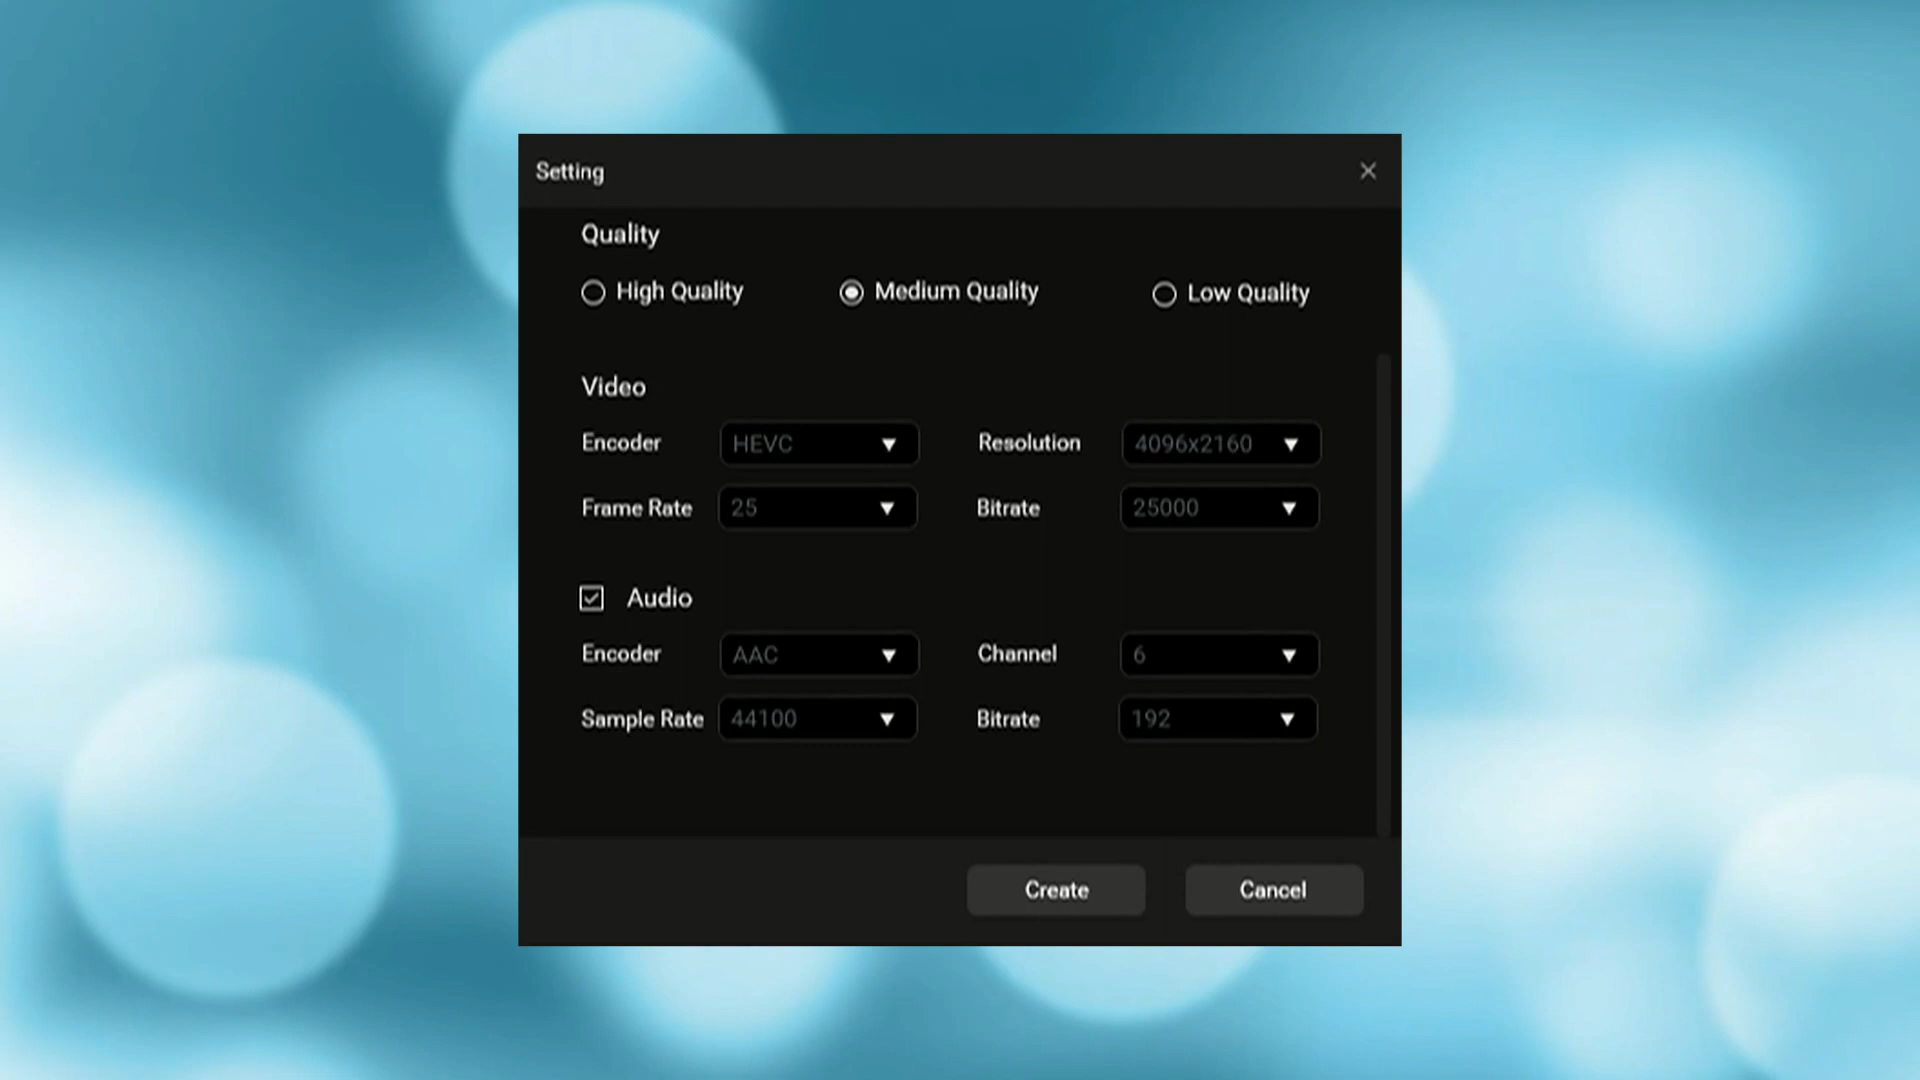 Setting
Quality
High Quality Medium Quality Low Quality
Video
Encoder HEVC Resolution 4096x2160
Frame Rate 25 Bitrate 25000
Audio
Encoder AAC Channel 6
Sample Rate 44100 Bitrate 192
Create Cancel